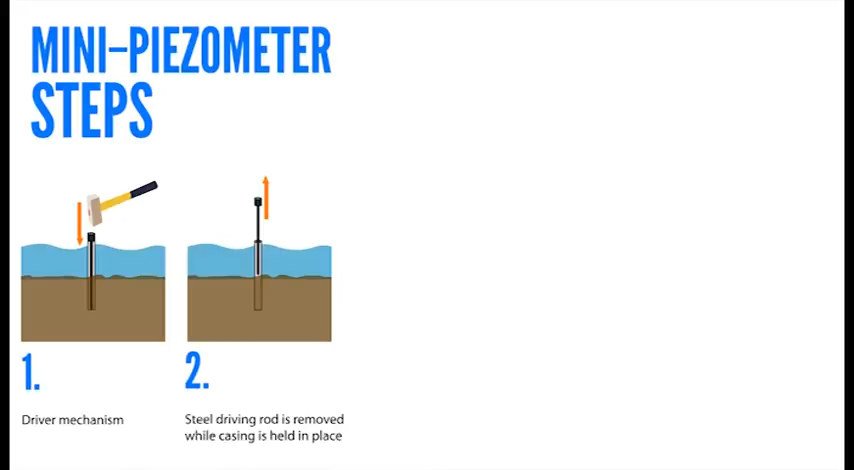 MINI–PIEZOMETER
STEPS
1.
Driver mechanism
2.
Steel driving rod is removed
while casing is held in place